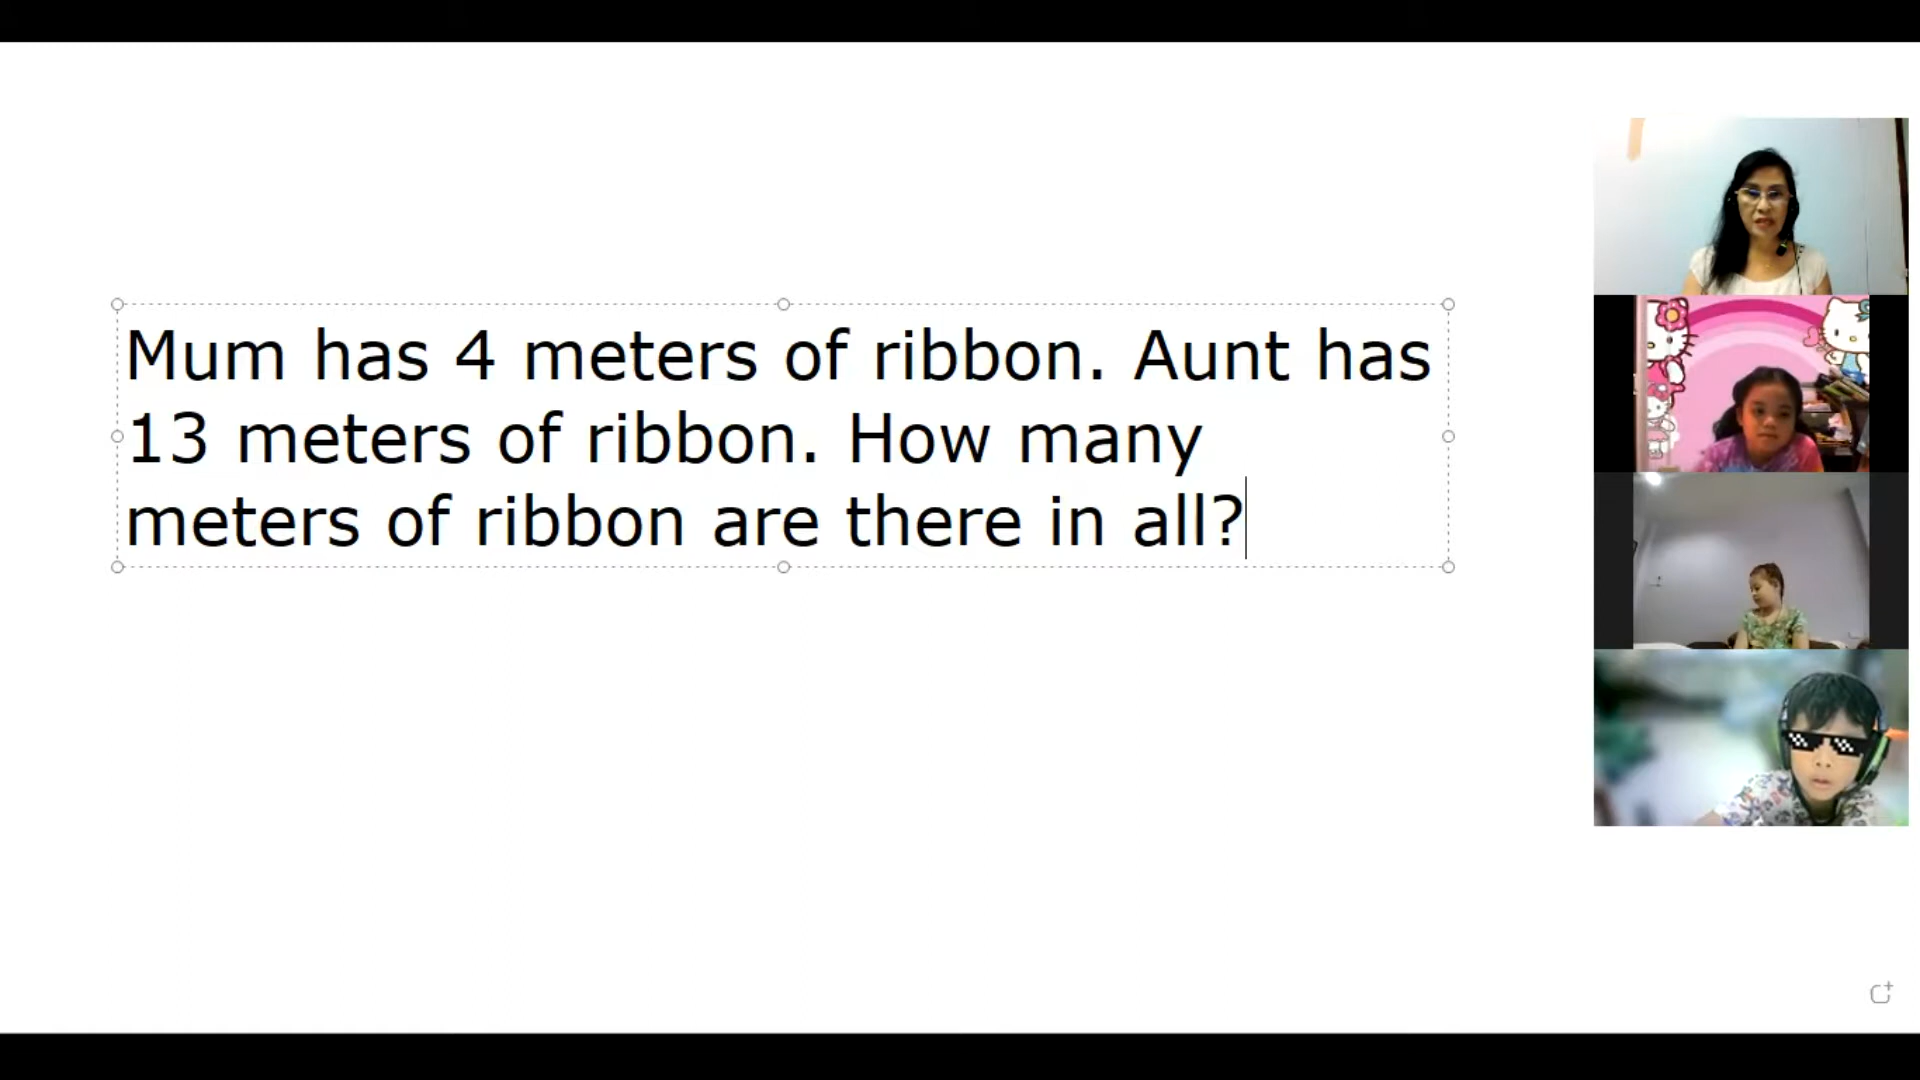 Mum has 4 meters of ribbon. Aunt has
13 meters of ribbon. How many
meters of ribbon are there in all?